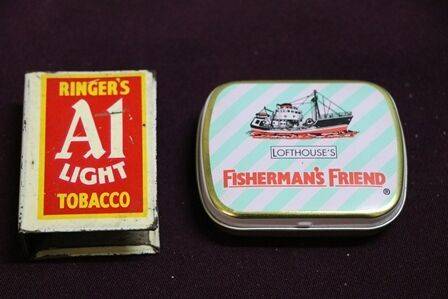 RINGER'S
A1
LIGHT
TOBACCO
LOFTHOUSE'S
FISHERMAN'S FRIEND
®